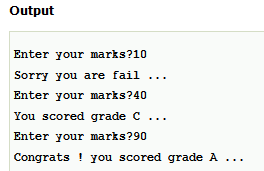 Output
Enter your marks?10
Sorry you are fail ...
Enter your marks?40
You scored grade C ...
Enter your marks?90
Congrats ! you scored grade A ...